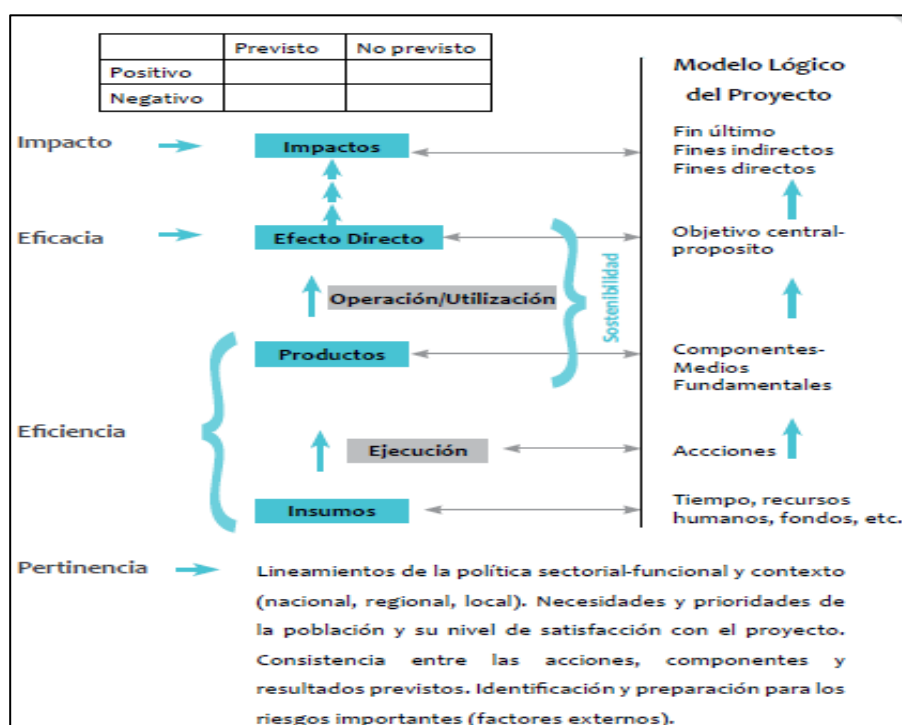 Previsto No previsto
Positivo
Negativo
Modelo Lógico
del Proyecto
Impacto
Impactos
Fin último
Fines indirectos
Fines directos
Eficacia
Efecto Directo
Objetivo central-
proposito
Operación/Utilización
Sostenibilidad
Productos
Componentes-
Medios
Fundamentales
Eficiencia
Ejecución
Accciones
Insumos
Tiempo, recursos
humanos, fondos, etc.
Pertinencia
Lineamientos de la política sectorial-funcional y contexto
(nacional, regional, local). Necesidades y prioridades de
la población y su nivel de satisfacción con el proyecto.
Consistencia entre las acciones, componentes y
resultados previstos. Identificación y preparación para los
riesgos importantes (factores externos).